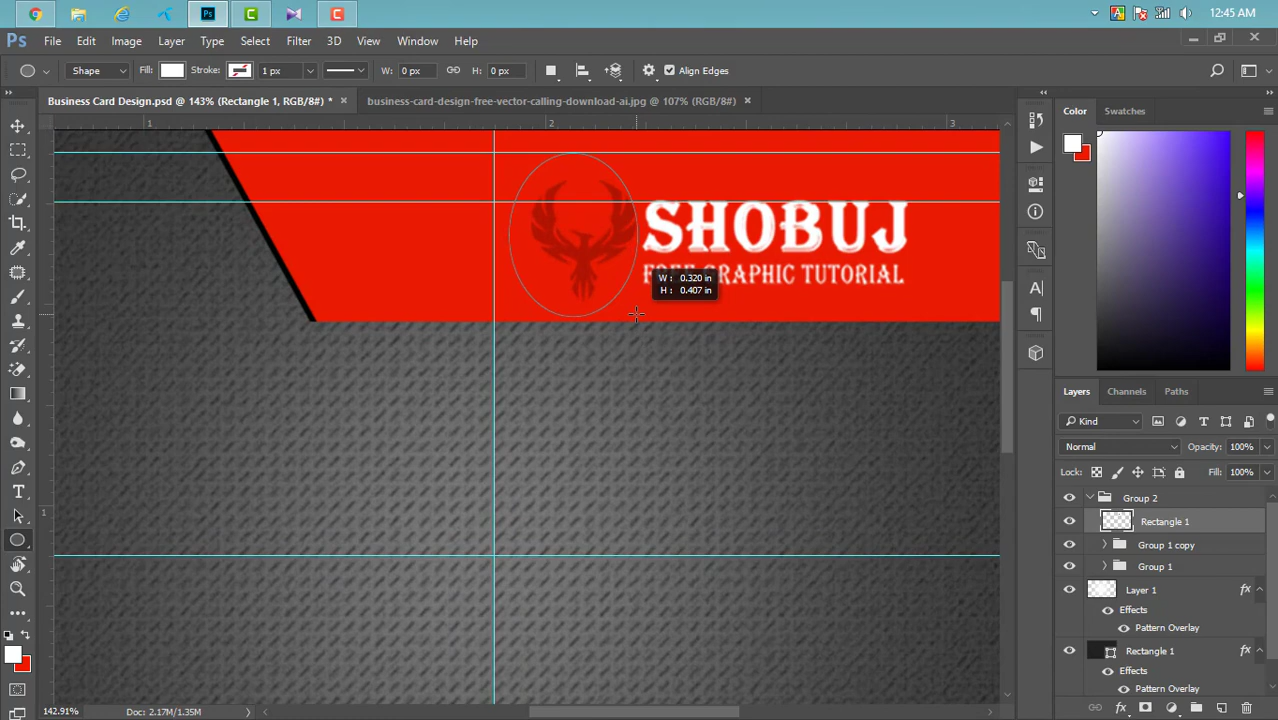 12:45 AM
Ps File Edit Image Layer Type Select Filter 3D View Window Help
Shape Fill: Stroke: 1 px W: 0 px H: 0 px Align Edges
Business Card Design.psd @ 143% (Rectangle 1, RGB/8#) * × business-card-design-free-vector-calling-download-ai.jpg @ 107% (RGB/8#) ×
Color Swatches
1 2 3
SHOBUJ
FREE GRAPHIC TUTORIAL
W: 0.320 in
H: 0.407 in
Layers Channels Paths
Kind
Normal Opacity: 100%
Lock: Fill: 100%
Group 2
Rectangle 1
Group 1 copy
Group 1
Layer 1 fx
Effects
Pattern Overlay
Rectangle 1 fx
Effects
Pattern Overlay
1
142.91% Doc: 2.17M/1.35M